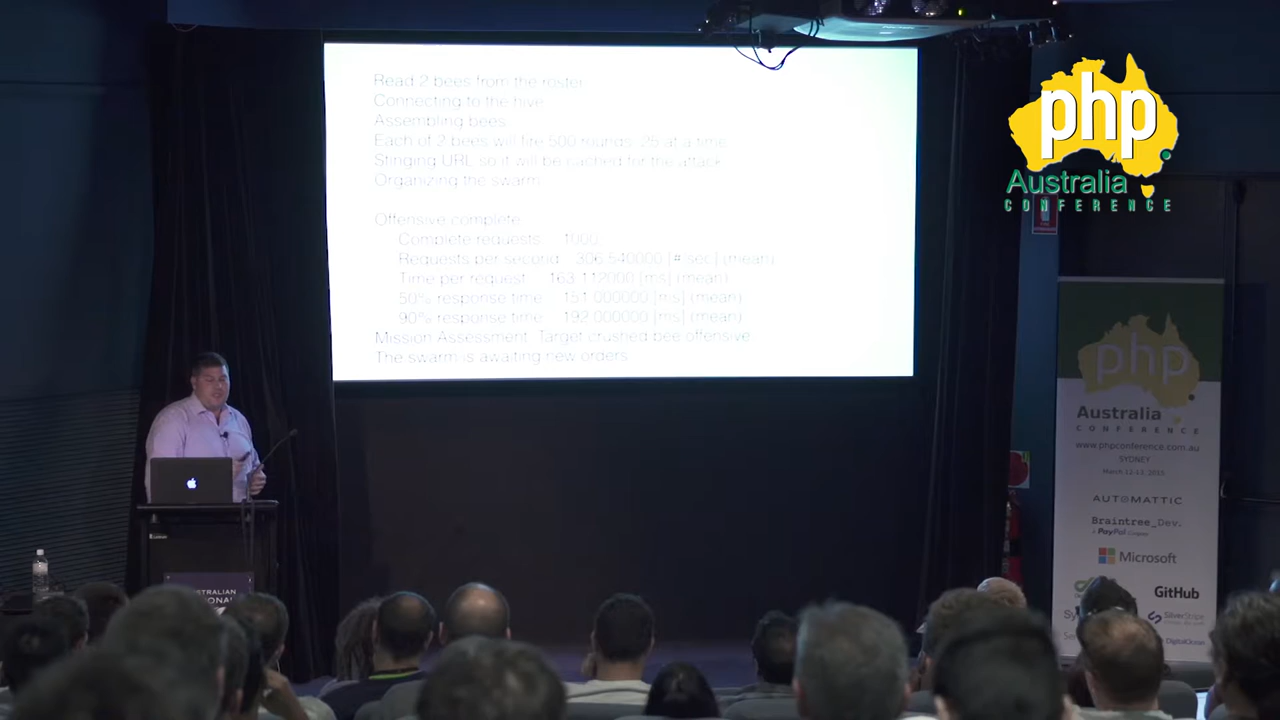 Read 2 bees from the roster.
Connecting to the hive.
Assembling bees.
Each of 2 bees will fire 500 rounds, 25 at a time.
Stinging URL so it will be cached for the attack.
Organizing the swarm.
Offensive complete.
Complete requests: 1000
Requests per second: 306.540000 [#/sec] (mean)
Time per request: 163.112000 [ms] (mean)
50% response time: 151.000000 [ms] (mean)
90% response time: 192.000000 [ms] (mean)
Mission Assessment: Target crushed bee offensive.
The swarm is awaiting new orders.
php
Australia
CONFERENCE
php
Australia
CONFERENCE
www.phpconference.com.au
SYDNEY
AUTOMATTIC
Braintree_Dev.
Microsoft
GitHub
SilverStripe
DigitalOcean